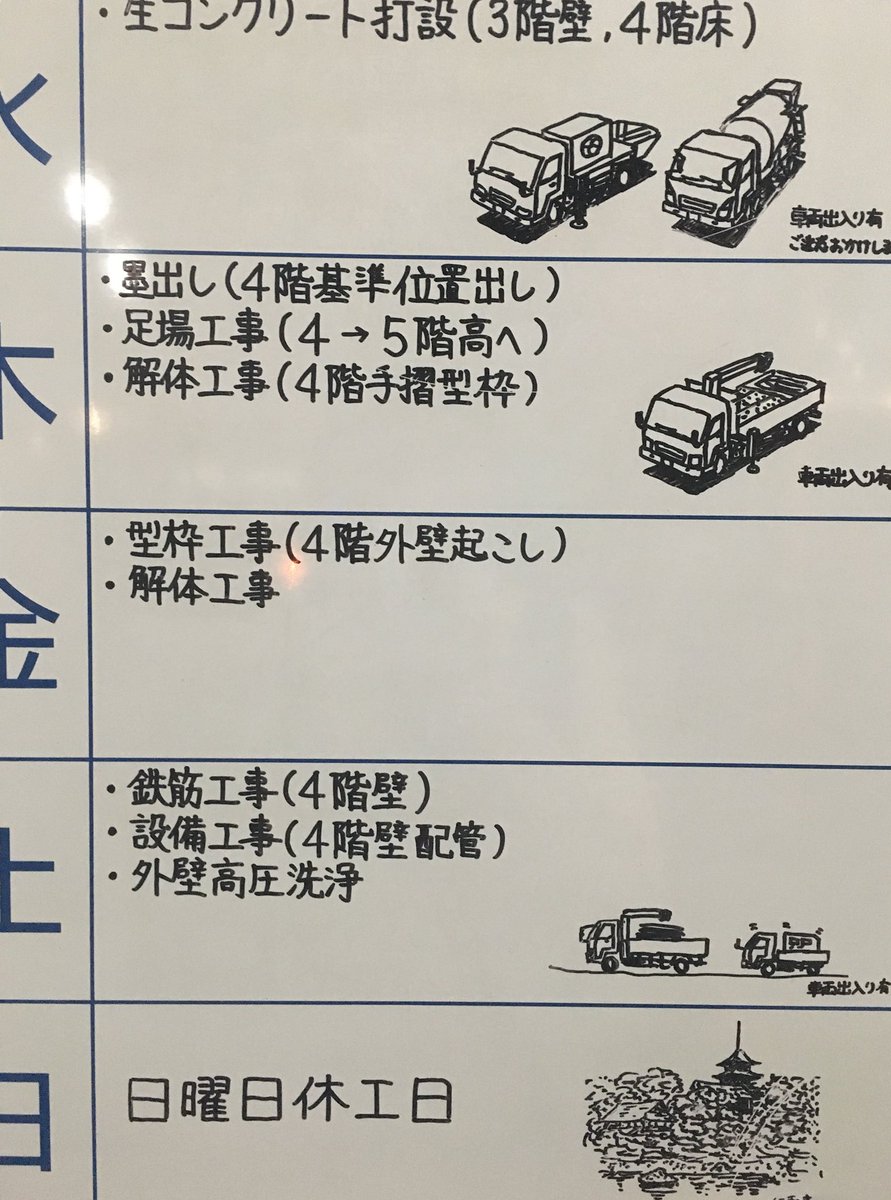 水
・生コンクリート打設(3階壁,4階床)
車両出入り有
ご迷惑おかけしま
木
・墨出し(4階基準位置出し)
・足場工事(4→5階高へ)
・解体工事(4階手摺型枠)
車両出入り有
金
・型枠工事(4階外壁起こし)
・解体工事
土
・鉄筋工事(4階壁)
・設備工事(4階壁配管)
・外壁高圧洗浄
車両出入り有
日
日曜日休工日